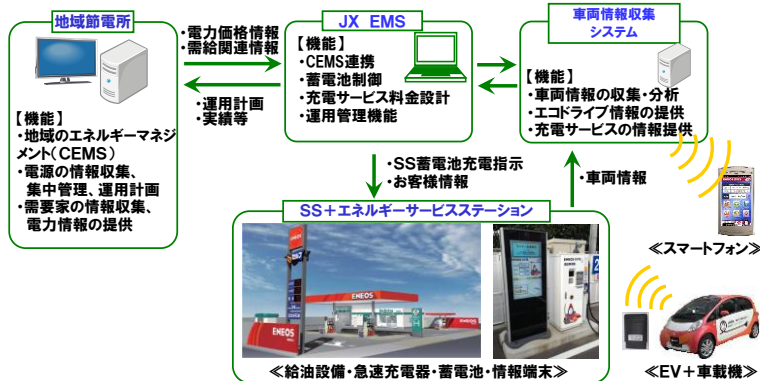 地域節電所
【機能】
・地域のエネルギーマネジ
メント(CEMS)
・電源の情報収集、
集中管理、運用計画
・需要家の情報収集、
電力情報の提供
・電力価格情報
・需給関連情報
・運用計画
・実績等
JX EMS
【機能】
・CEMS連携
・蓄電池制御
・充電サービス料金設計
・運用管理機能
車両情報収集
システム
【機能】
・車両情報の収集・分析
・エコドライブ情報の提供
・充電サービスの情報提供
・SS蓄電池充電指示
・お客様情報
・車両情報
SS+エネルギーサービスステーション
ENEOS
ENEOS
≪給油設備・急速充電器・蓄電池・情報端末≫
≪スマートフォン≫
≪EV+車載機≫